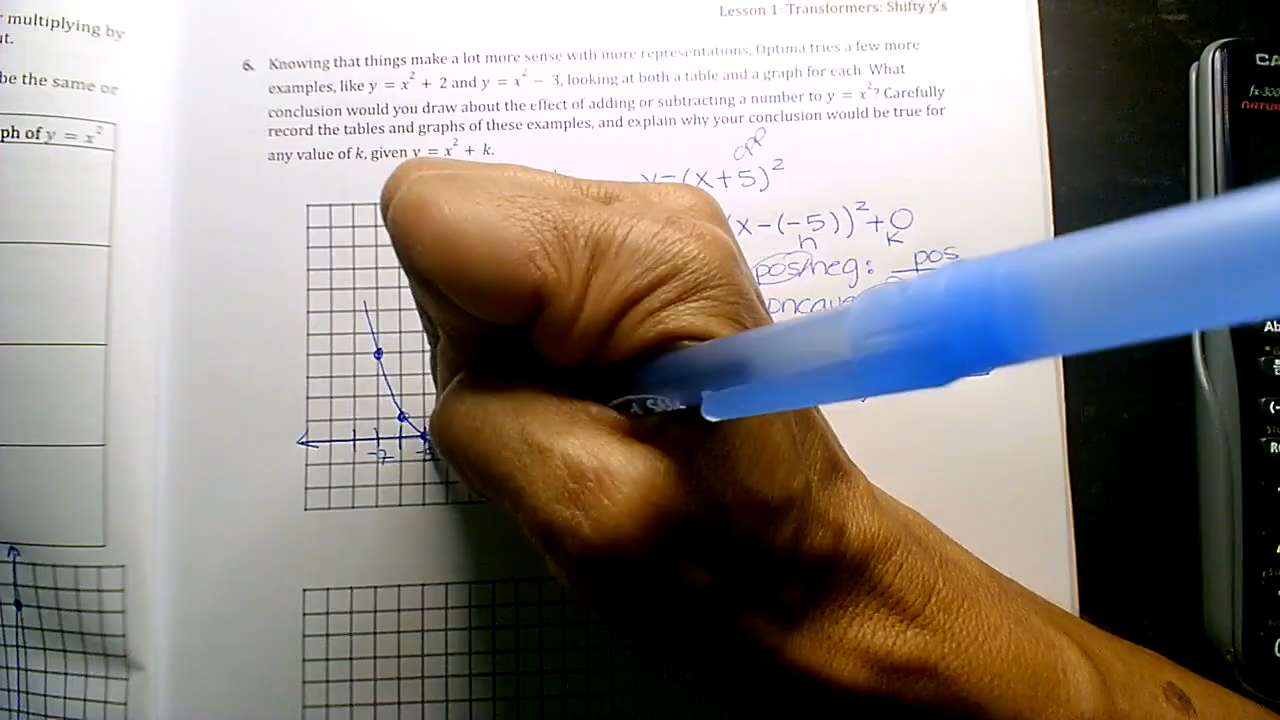 multiplying by
be the same or
ph of y = x²
Lesson 1 Transformers: Shifty y's
6. Knowing that things make a lot more sense with more representations, Optima tries a few more
examples, like y = x² + 2 and y = x² − 3, looking at both a table and a graph for each. What
conclusion would you draw about the effect of adding or subtracting a number to y = x²? Carefully
record the tables and graphs of these examples, and explain why your conclusion would be true for
any value of k, given y = x² + k.
opp
y=(x+5)²
(x-(-5))²+0
h k
pos/neg: pos
-7